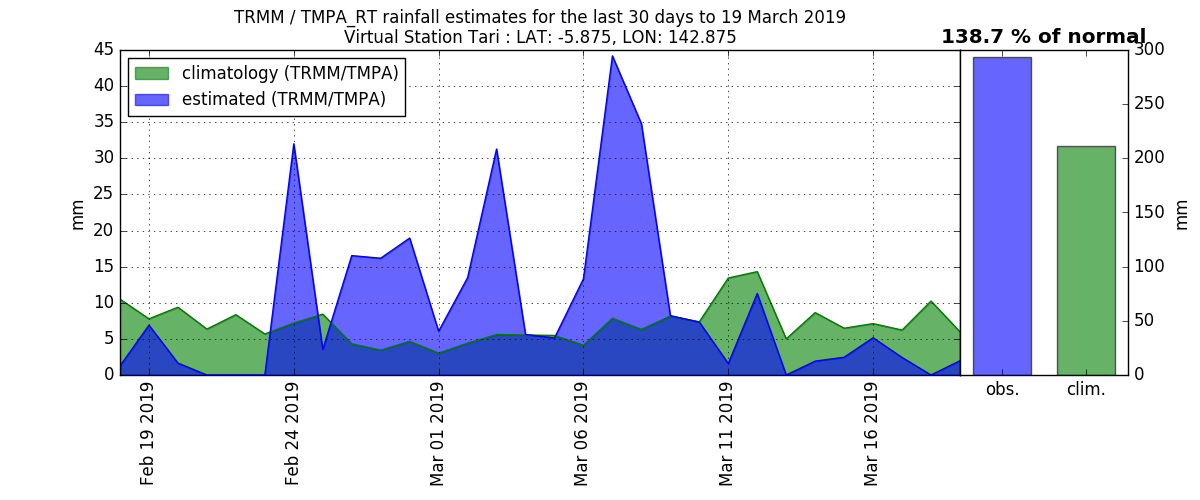 TRMM / TMPA_RT rainfall estimates for the last 30 days to 19 March 2019
Virtual Station Tari : LAT: -5.875, LON: 142.875
138.7 % of normal
climatology (TRMM/TMPA)
estimated (TRMM/TMPA)
mm
45
40
35
30
25
20
15
10
5
0
Feb 19 2019
Feb 24 2019
Mar 01 2019
Mar 06 2019
Mar 11 2019
Mar 16 2019
300
250
200
150
100
50
0
mm
obs.
clim.